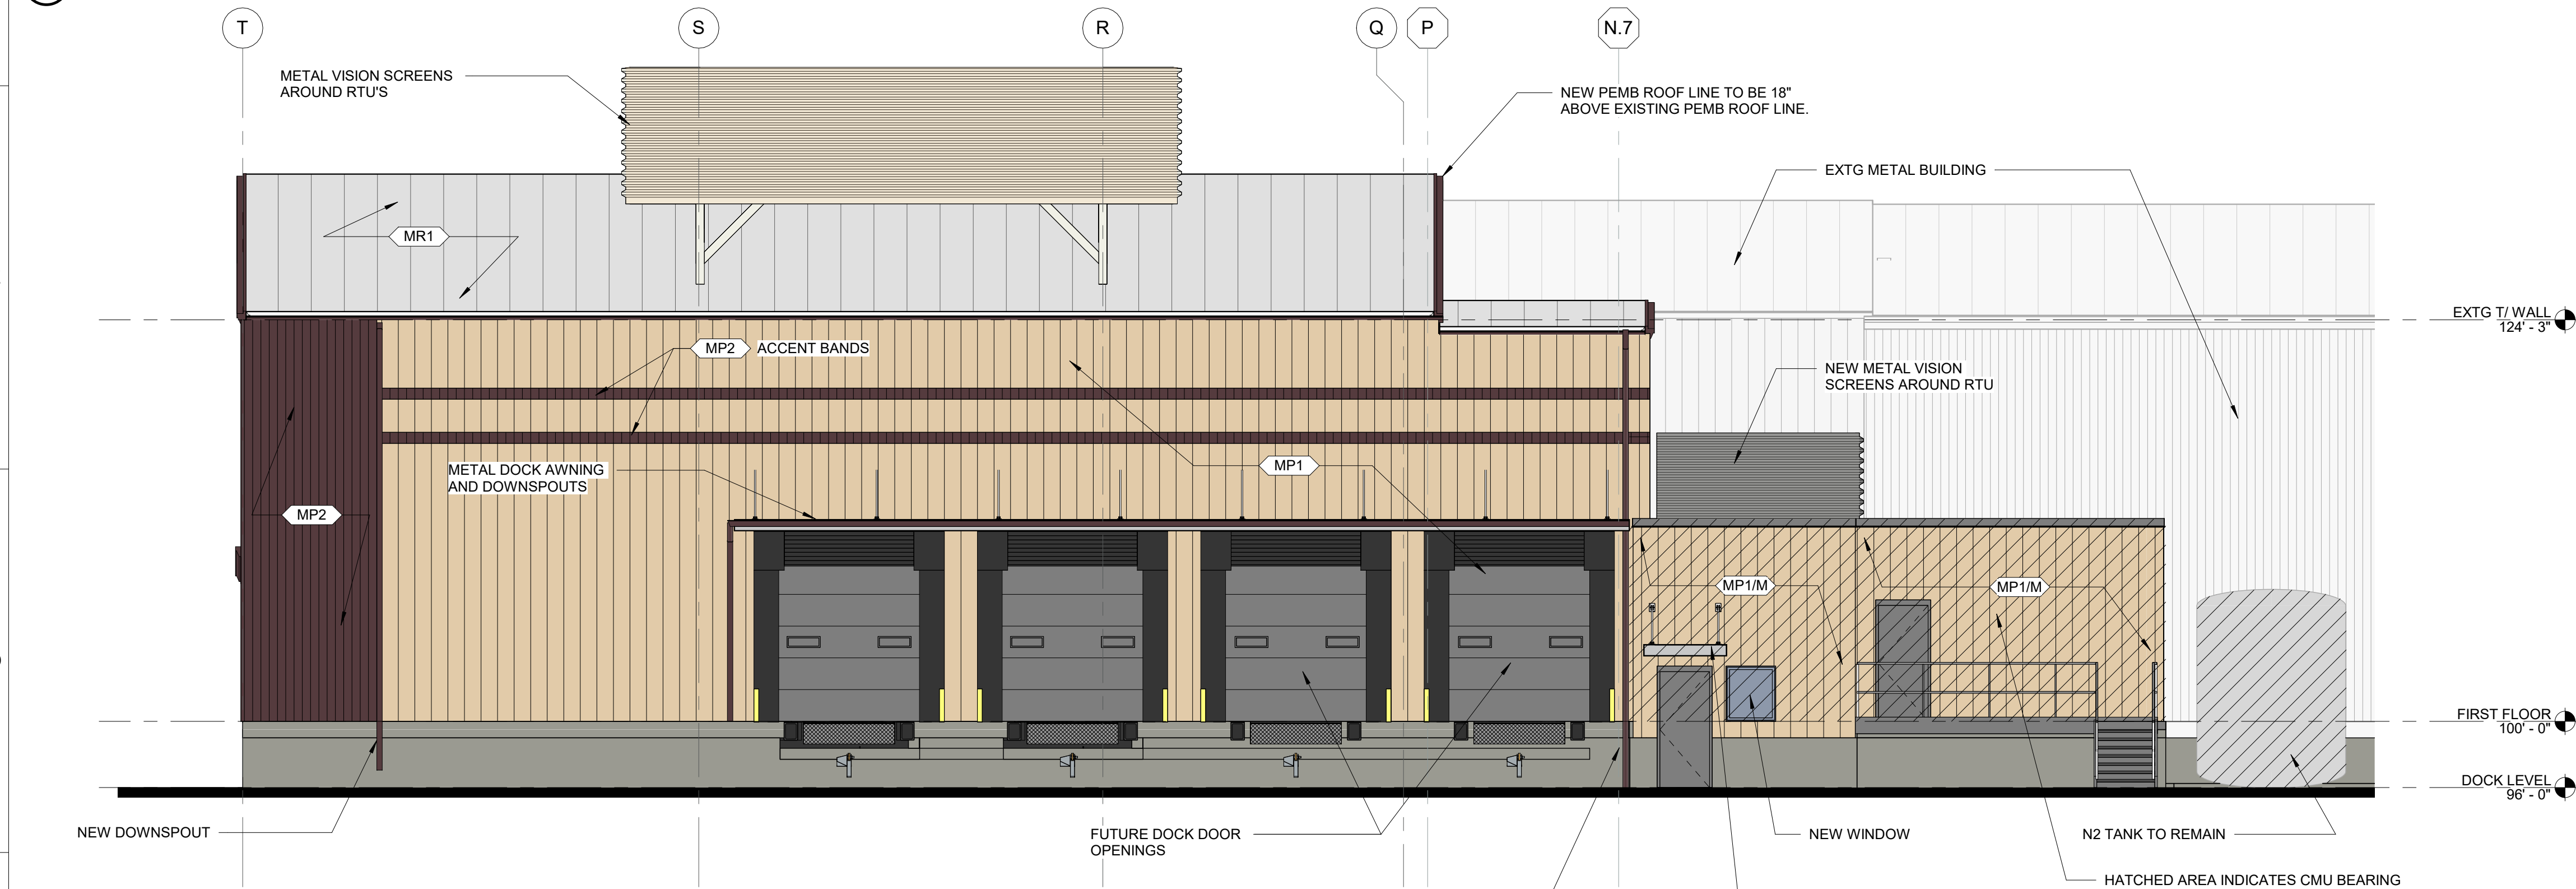 T
S
R
Q
P
N.7
METAL VISION SCREENS
AROUND RTU'S
NEW PEMB ROOF LINE TO BE 18"
ABOVE EXISTING PEMB ROOF LINE.
EXTG METAL BUILDING
MR1
EXTG T/ WALL
124' - 3"
MP2
ACCENT BANDS
NEW METAL VISION
SCREENS AROUND RTU
METAL DOCK AWNING
AND DOWNSPOUTS
MP1
MP2
MP1/M
MP1/M
FIRST FLOOR
100' - 0"
DOCK LEVEL
96' - 0"
NEW DOWNSPOUT
FUTURE DOCK DOOR
OPENINGS
NEW WINDOW
N2 TANK TO REMAIN
HATCHED AREA INDICATES CMU BEARING